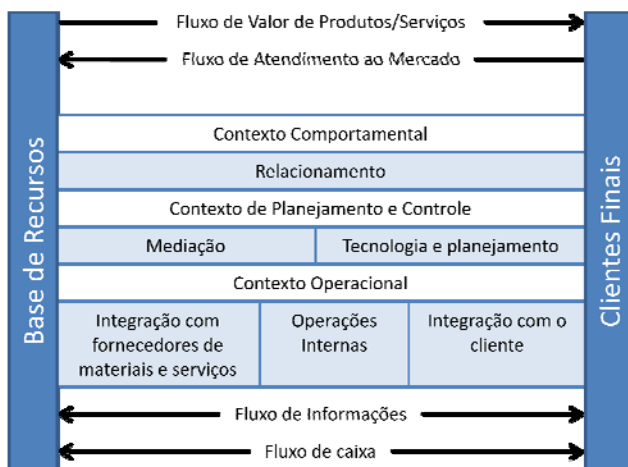 Fluxo de Valor de Produtos/Serviços
Fluxo de Atendimento ao Mercado
Base de Recursos
Contexto Comportamental
Relacionamento
Contexto de Planejamento e Controle
Mediação
Tecnologia e planejamento
Contexto Operacional
Integração com
fornecedores de
materiais e serviços
Operações
Internas
Integração com o
cliente
Clientes Finais
Fluxo de Informações
Fluxo de caixa